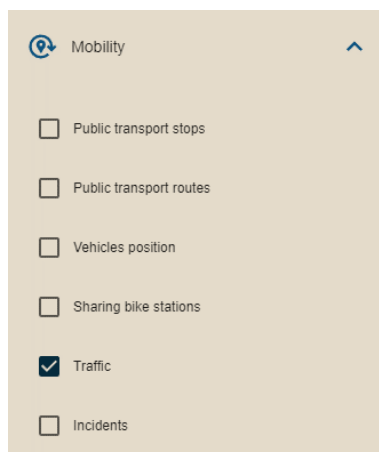 Mobility
Public transport stops
Public transport routes
Vehicles position
Sharing bike stations
Traffic
Incidents